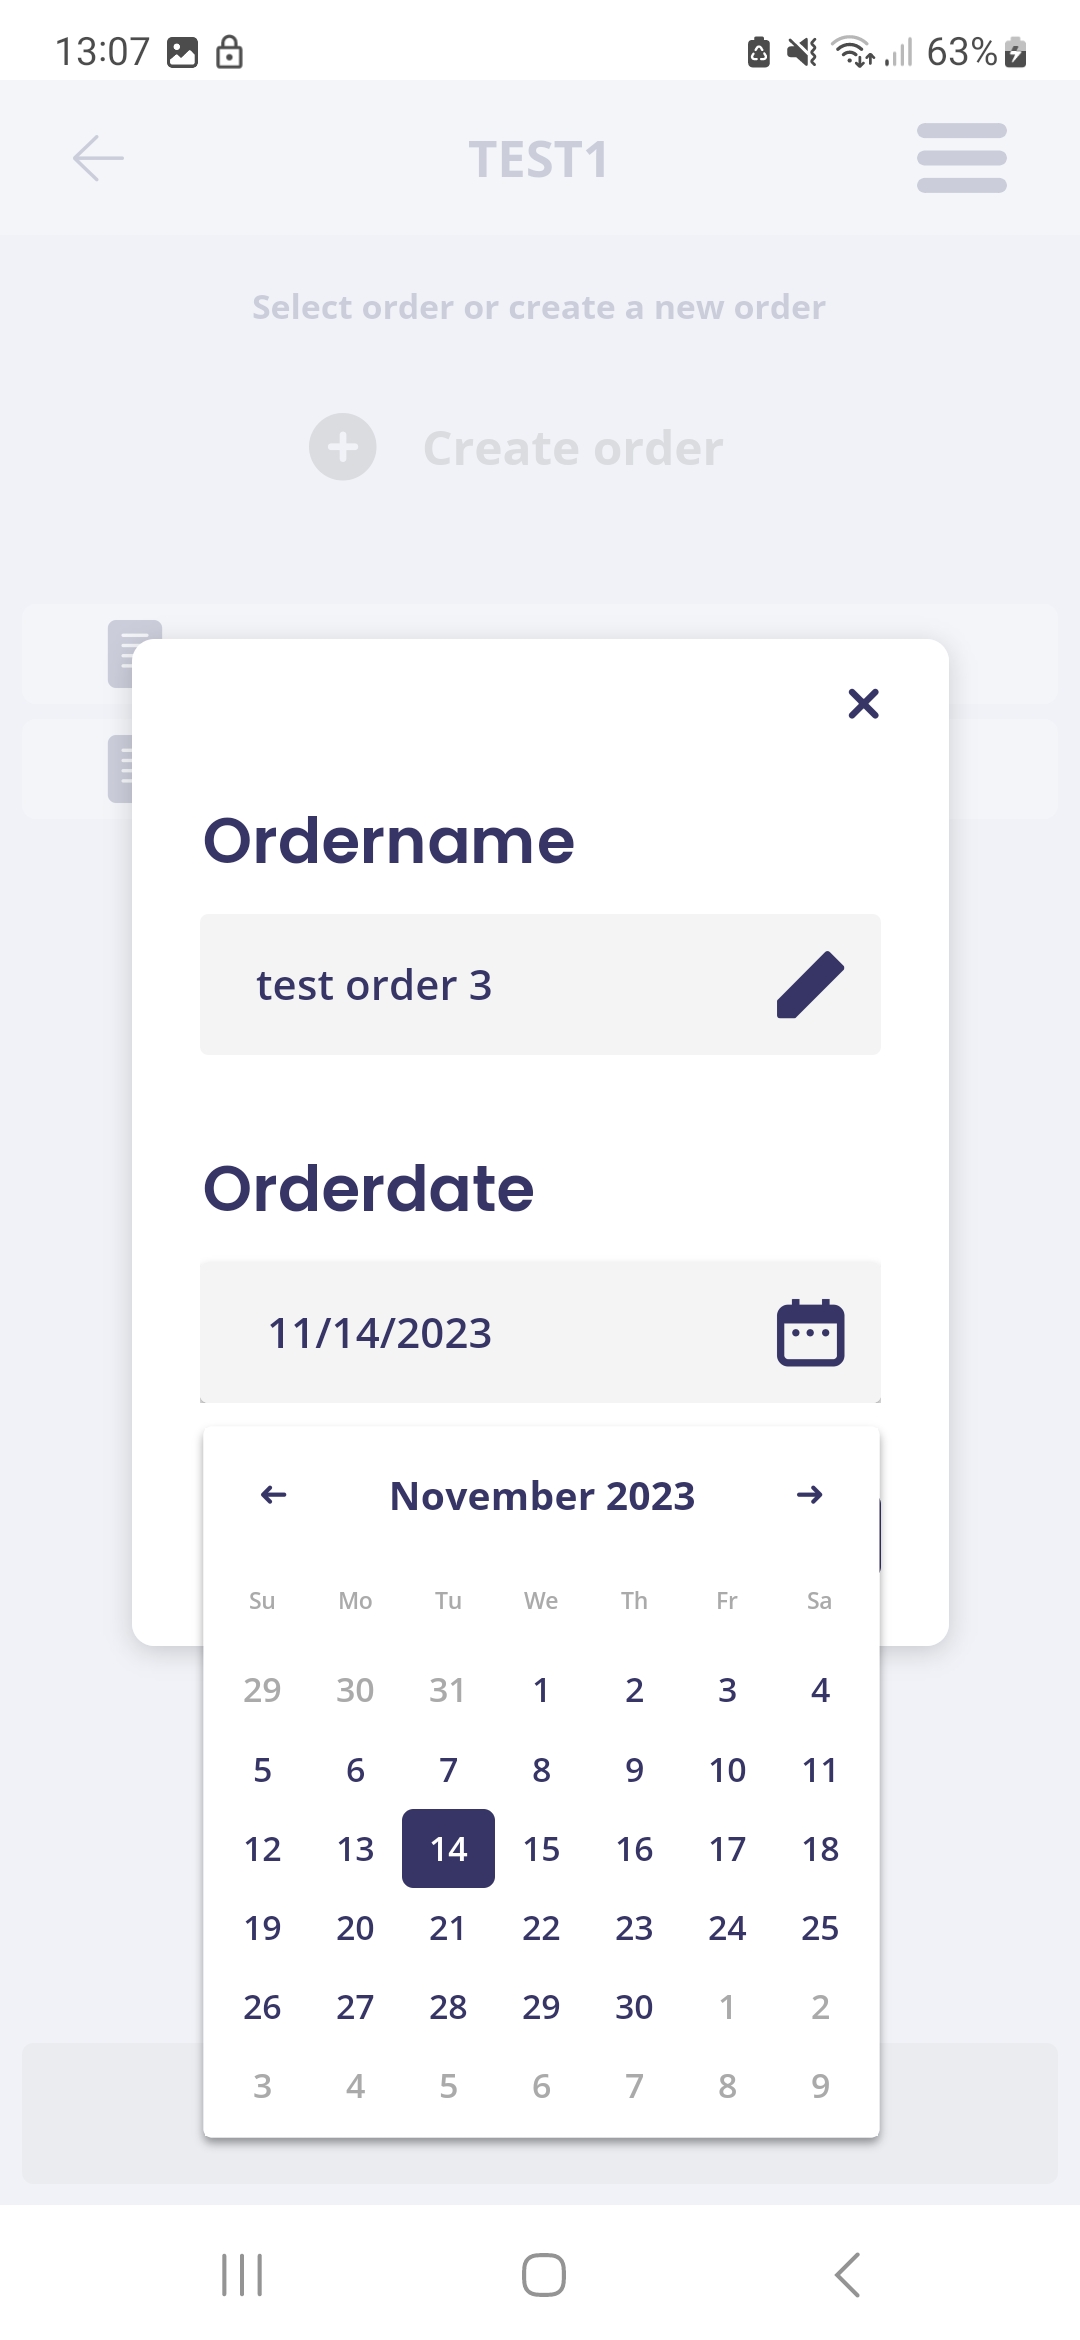 13:07 63%
TEST1
Select order or create a new order
Create order
Ordername
test order 3
Orderdate
11/14/2023
November 2023
Su Mo Tu We Th Fr Sa
29 30 31 1 2 3 4
5 6 7 8 9 10 11
12 13 14 15 16 17 18
19 20 21 22 23 24 25
26 27 28 29 30 1 2
3 4 5 6 7 8 9